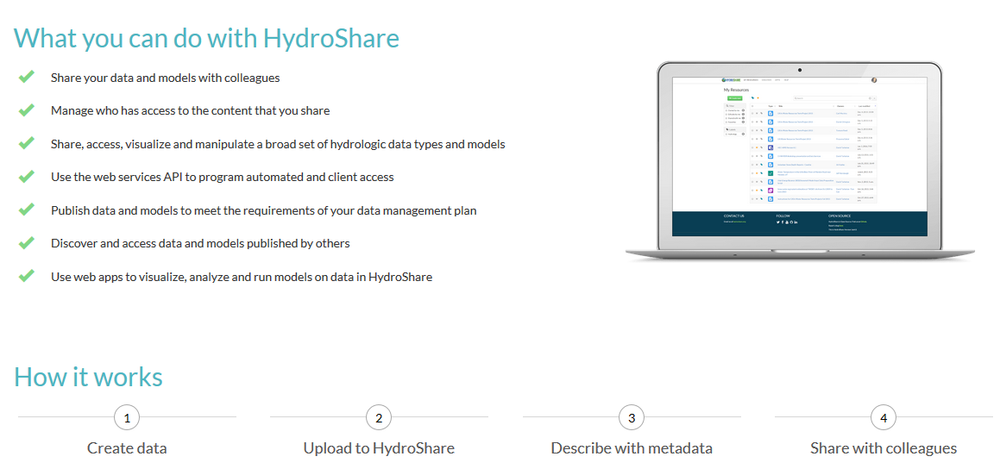 What you can do with HydroShare
Share your data and models with colleagues
Manage who has access to the content that you share
Share, access, visualize and manipulate a broad set of hydrologic data types and models
Use the web services API to program automated and client access
Publish data and models to meet the requirements of your data management plan
Discover and access data and models published by others
Use web apps to visualize, analyze and run models on data in HydroShare
My Resources
CONTACT US
FOLLOW
OPEN SOURCE
How it works
1
2
3
4
Create data
Upload to HydroShare
Describe with metadata
Share with colleagues